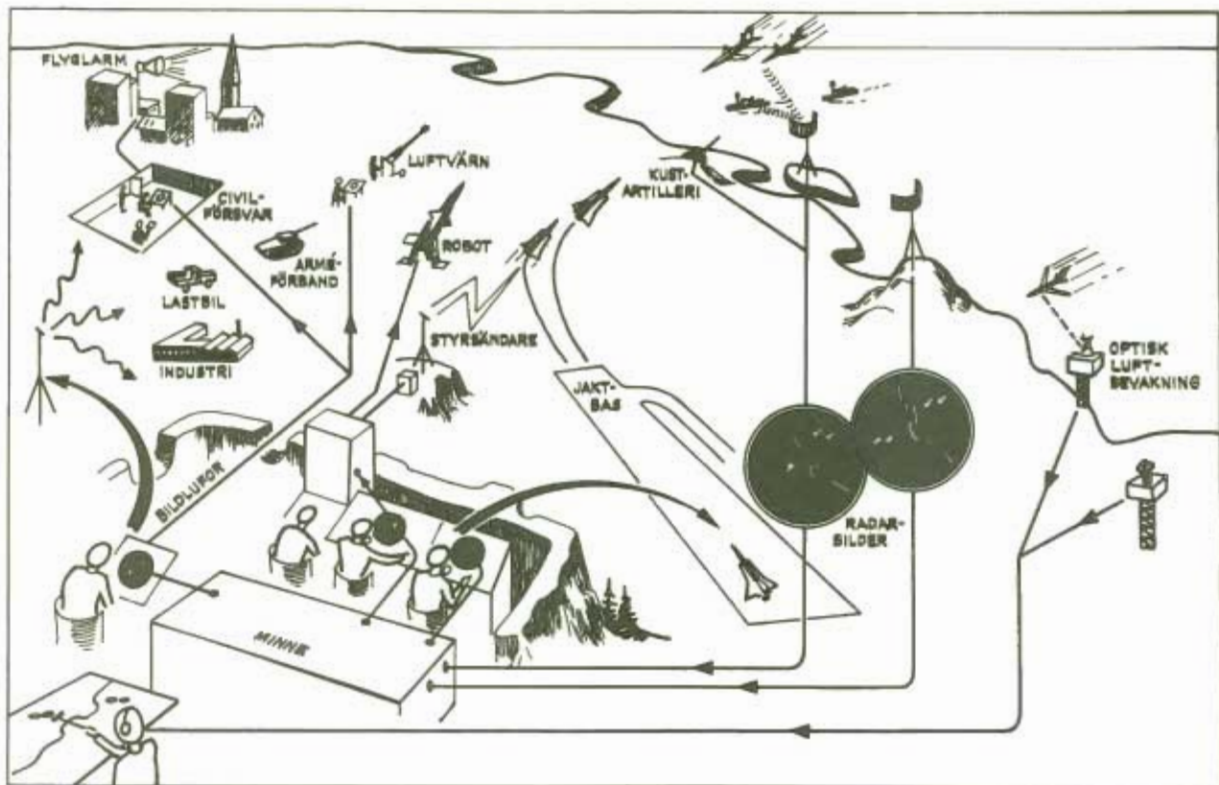 FLYGLARM
CIVIL-
FÖRSVAR
LUFTVÄRN
ARMÉ-
FÖRBAND
LASTBIL
INDUSTRI
ROBOT
STYRSÄNDARE
KUST-
ARTILLERI
JAKT-
BAS
OPTISK
LUFT-
BEVAKNING
RADAR-
BILDER
BILDLUFOR
MINNE